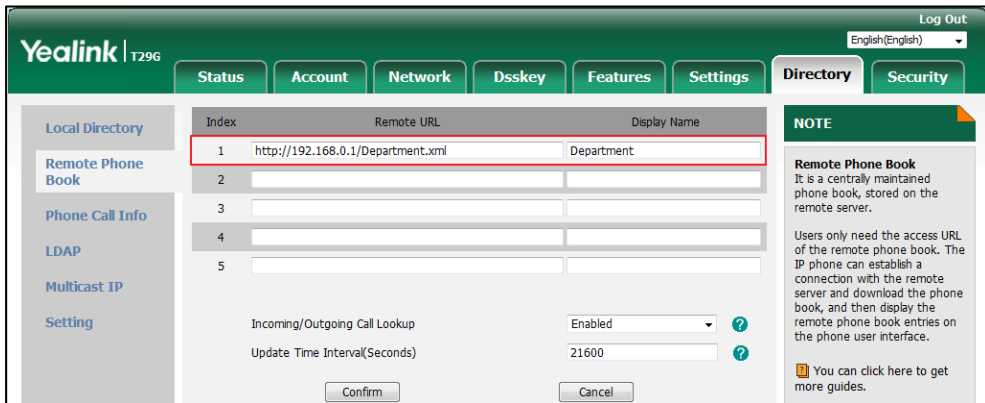 Log Out
Yealink T29G
English(English)
Status Account Network Dsskey Features Settings Directory Security
Local Directory
Remote Phone
Book
Phone Call Info
LDAP
Multicast IP
Setting
Index Remote URL Display Name
1 http://192.168.0.1/Department.xml Department
2
3
4
5
Incoming/Outgoing Call Lookup Enabled ?
Update Time Interval(Seconds) 21600 ?
Confirm Cancel
NOTE
Remote Phone Book
It is a centrally maintained
phone book, stored on the
remote server.
Users only need the access URL
of the remote phone book. The
IP phone can establish a
connection with the remote
server and download the phone
book, and then display the
remote phone book entries on
the phone user interface.
? You can click here to get
more guides.